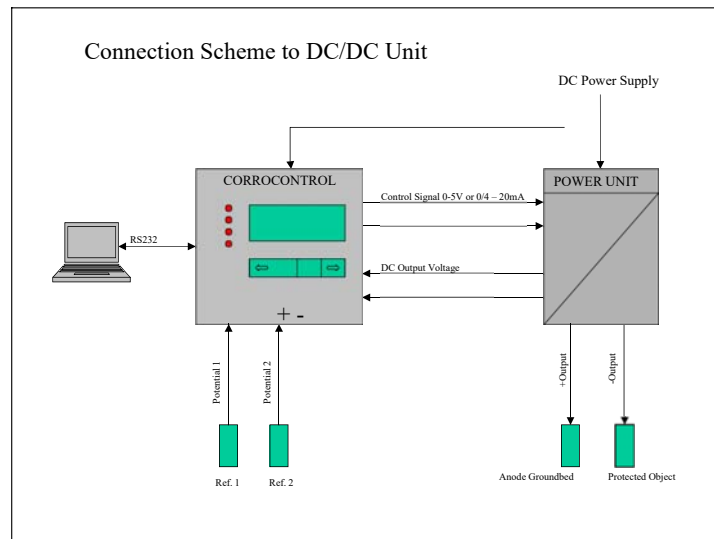 Connection Scheme to DC/DC Unit
DC Power Supply
CORROCONTROL
POWER UNIT
Control Signal 0-5V or 0/4 – 20mA
RS232
DC Output Voltage
+ -
Potential 1
Potential 2
+Output
-Output
Ref. 1
Ref. 2
Anode Groundbed
Protected Object